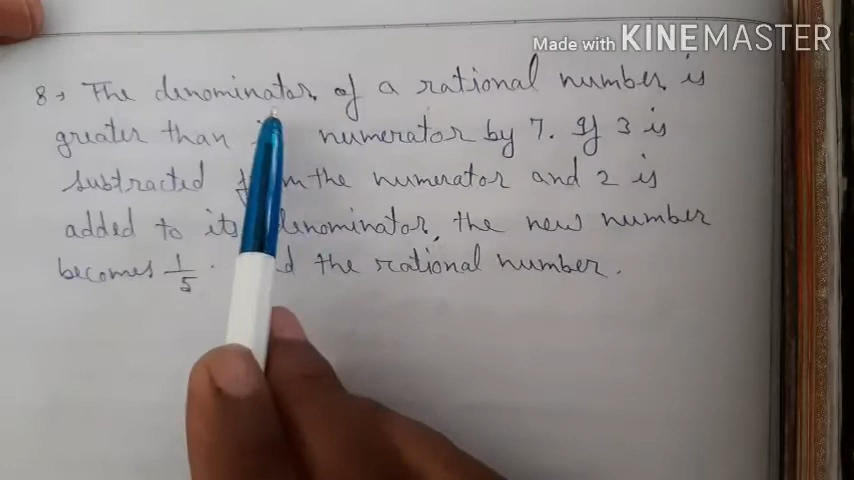 Made with KINEMASTER
8, The denominator of a rational number is
greater than numerator by 7. If 3 is
subtracted the numerator and 2 is
added to its denominator, the new number
becomes 1/5. the rational number.